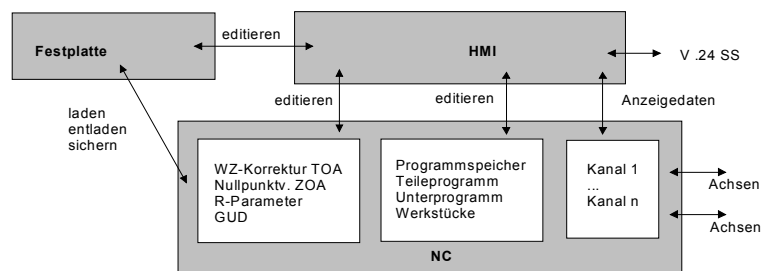 editieren
Festplatte
HMI
V .24 SS
laden
entladen
sichern
editieren
editieren
Anzeigedaten
WZ-Korrektur TOA
Nullpunktv. ZOA
R-Parameter
GUD
Programmspeicher
Teileprogramm
Unterprogramm
Werkstücke
Kanal 1
...
Kanal n
Achsen
Achsen
NC